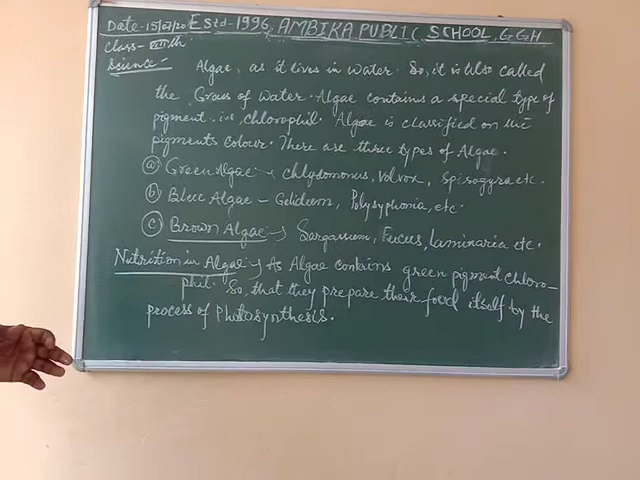 Date-15/07/20 Estd-1996, AMBIKA PUBLIC SCHOOL, GGH
Class- VIIIth
Science-
Algae, as it lives in water. So, it is also called
the Grass of water. Algae contains a special type of
pigment i.e. chlorophil. Algae is classified on the
pigments colour. There are three types of Algae.
(a) Green Algae → chlydomonus, volvox, spirogyra etc.
(b) Blue Algae - Gelidium, Polysyphonia, etc.
(c) Brown Algae → Sargassum, Fucus, Laminaria etc.
Nutrition in Algae → As Algae contains green pigment chloro-
phil. So, that they prepare their food itself by the
process of Photosynthesis.